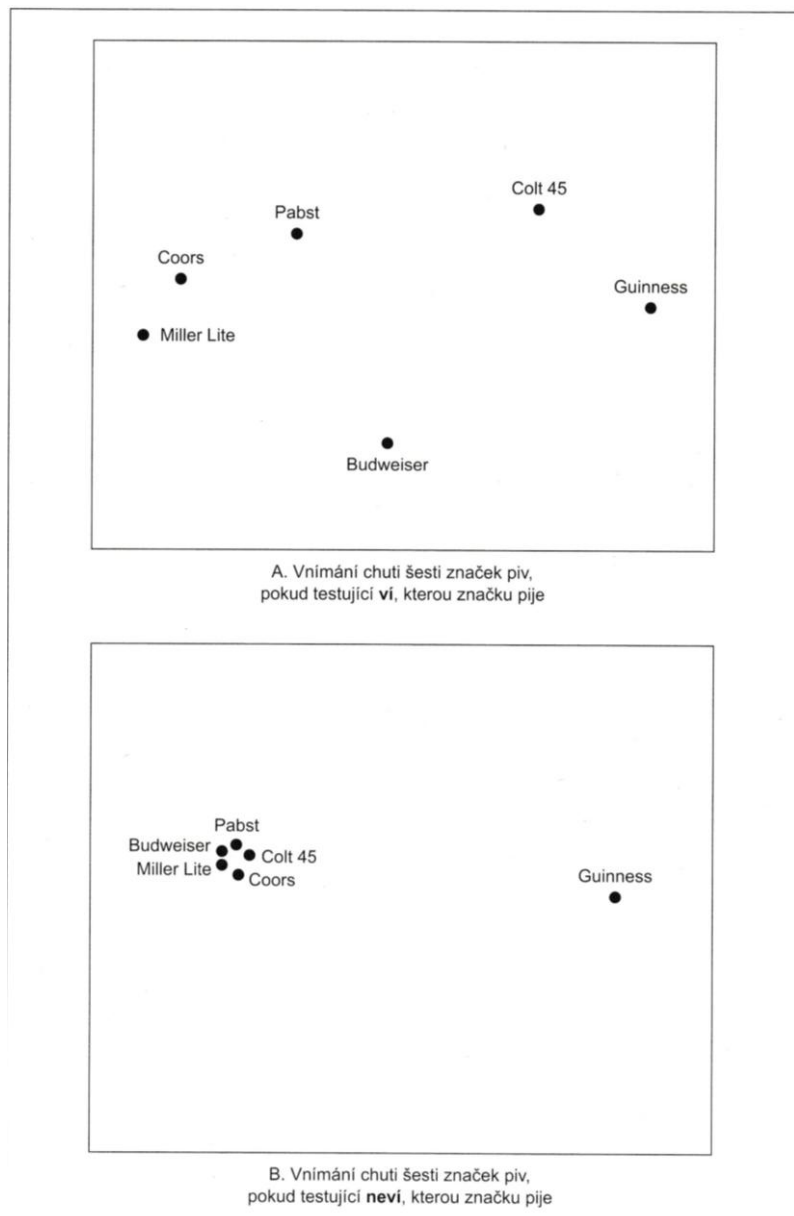 Colt 45
Pabst
Coors
Guinness
Miller Lite
Budweiser
A. Vnímání chuti šesti značek piv,
pokud testující ví, kterou značku pije
Pabst
Budweiser
Colt 45
Miller Lite
Coors
Guinness
B. Vnímání chuti šesti značek piv,
pokud testující neví, kterou značku pije